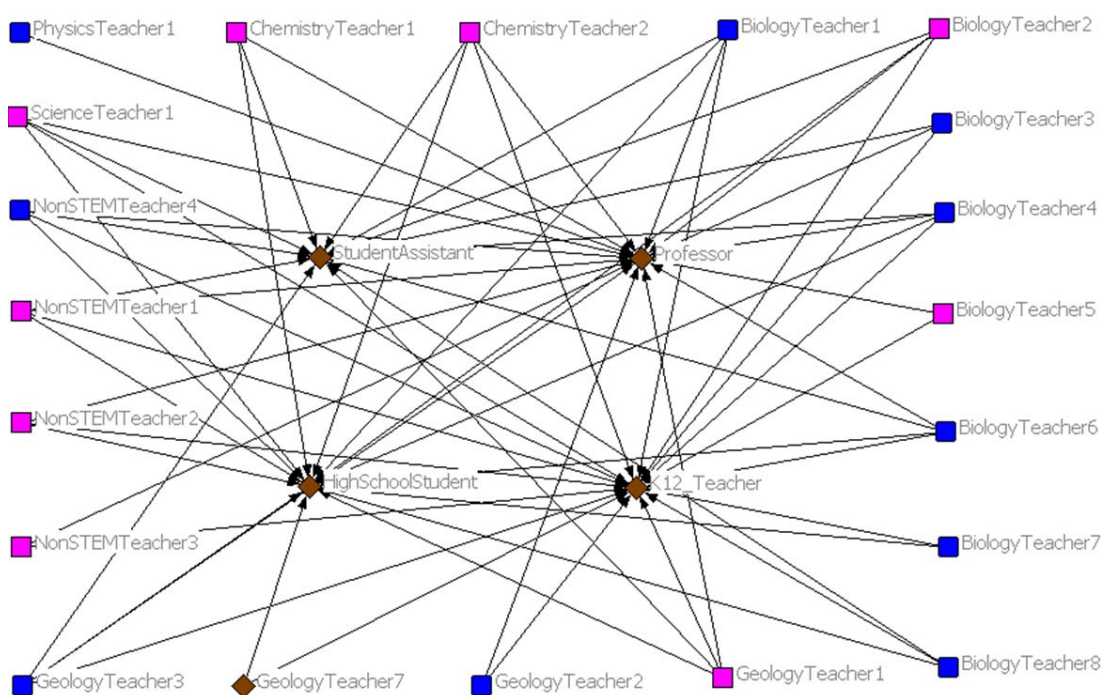 PhysicsTeacher1
ChemistryTeacher1
ChemistryTeacher2
BiologyTeacher1
BiologyTeacher2
ScienceTeacher1
BiologyTeacher3
NonSTEMTeacher4
BiologyTeacher4
StudentAssistant
Professor
NonSTEMTeacher1
BiologyTeacher5
NonSTEMTeacher2
BiologyTeacher6
HighSchoolStudent
K12_Teacher
NonSTEMTeacher3
BiologyTeacher7
GeologyTeacher3
GeologyTeacher7
GeologyTeacher2
GeologyTeacher1
BiologyTeacher8